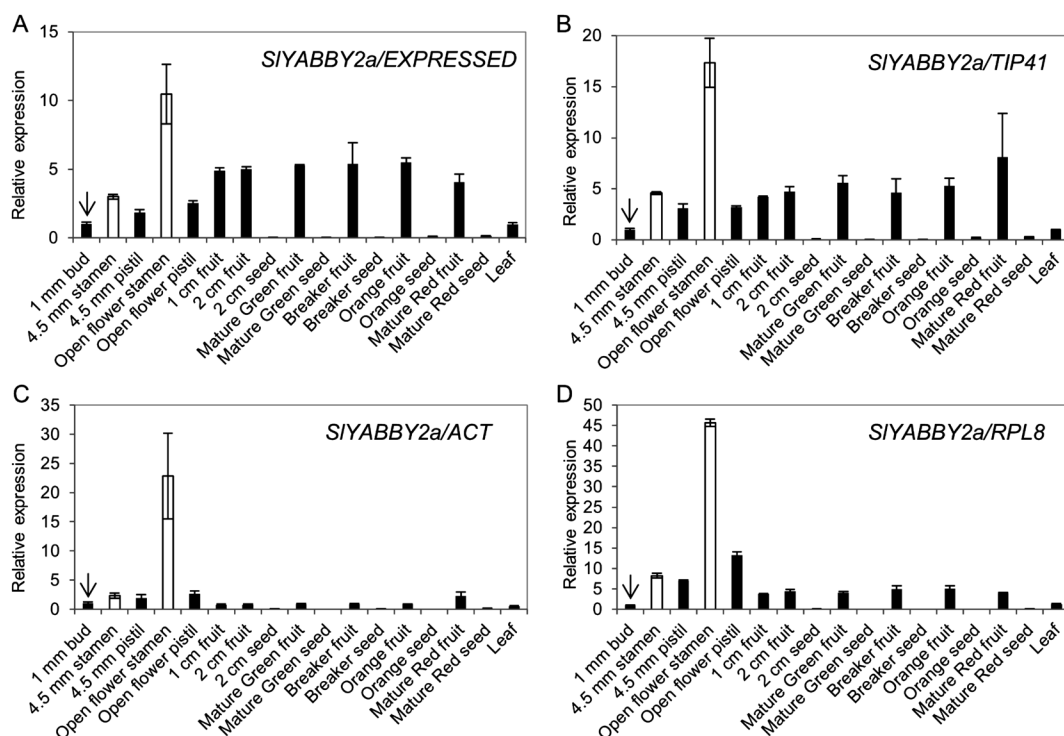 A
SlYABBY2a/EXPRESSED
Relative expression
15
10
5
0
1 mm bud
4.5 mm stamen
4.5 mm pistil
Open flower stamen
Open flower pistil
1 cm fruit
2 cm fruit
2 cm seed
Mature Green fruit
Mature Green seed
Breaker fruit
Breaker seed
Orange fruit
Orange seed
Mature Red fruit
Mature Red seed
Leaf
B
SlYABBY2a/TIP41
Relative expression
20
15
10
5
0
1 mm bud
4.5 mm stamen
4.5 mm pistil
Open flower stamen
Open flower pistil
1 cm fruit
2 cm fruit
2 cm seed
Mature Green fruit
Mature Green seed
Breaker fruit
Breaker seed
Orange fruit
Orange seed
Mature Red fruit
Mature Red seed
Leaf
C
SlYABBY2a/ACT
Relative expression
35
30
25
20
15
10
5
0
1 mm bud
4.5 mm stamen
4.5 mm pistil
Open flower stamen
Open flower pistil
1 cm fruit
2 cm fruit
2 cm seed
Mature Green fruit
Mature Green seed
Breaker fruit
Breaker seed
Orange fruit
Orange seed
Mature Red fruit
Mature Red seed
Leaf
D
SlYABBY2a/RPL8
Relative expression
50
45
40
35
30
25
20
15
10
5
0
1 mm bud
4.5 mm stamen
4.5 mm pistil
Open flower stamen
Open flower pistil
1 cm fruit
2 cm fruit
2 cm seed
Mature Green fruit
Mature Green seed
Breaker fruit
Breaker seed
Orange fruit
Orange seed
Mature Red fruit
Mature Red seed
Leaf